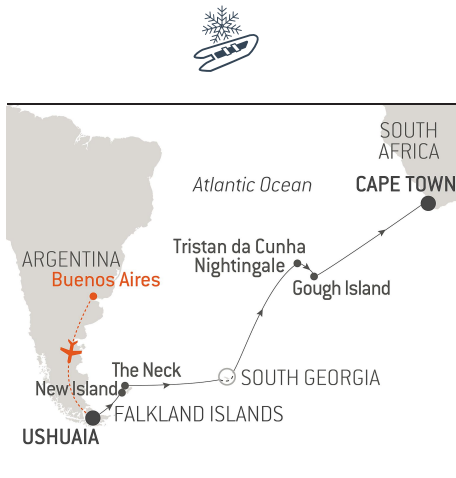 SOUTH
AFRICA
CAPE TOWN
Atlantic Ocean
Tristan da Cunha
Nightingale
Gough Island
ARGENTINA
Buenos Aires
The Neck
New Island
SOUTH GEORGIA
FALKLAND ISLANDS
USHUAIA